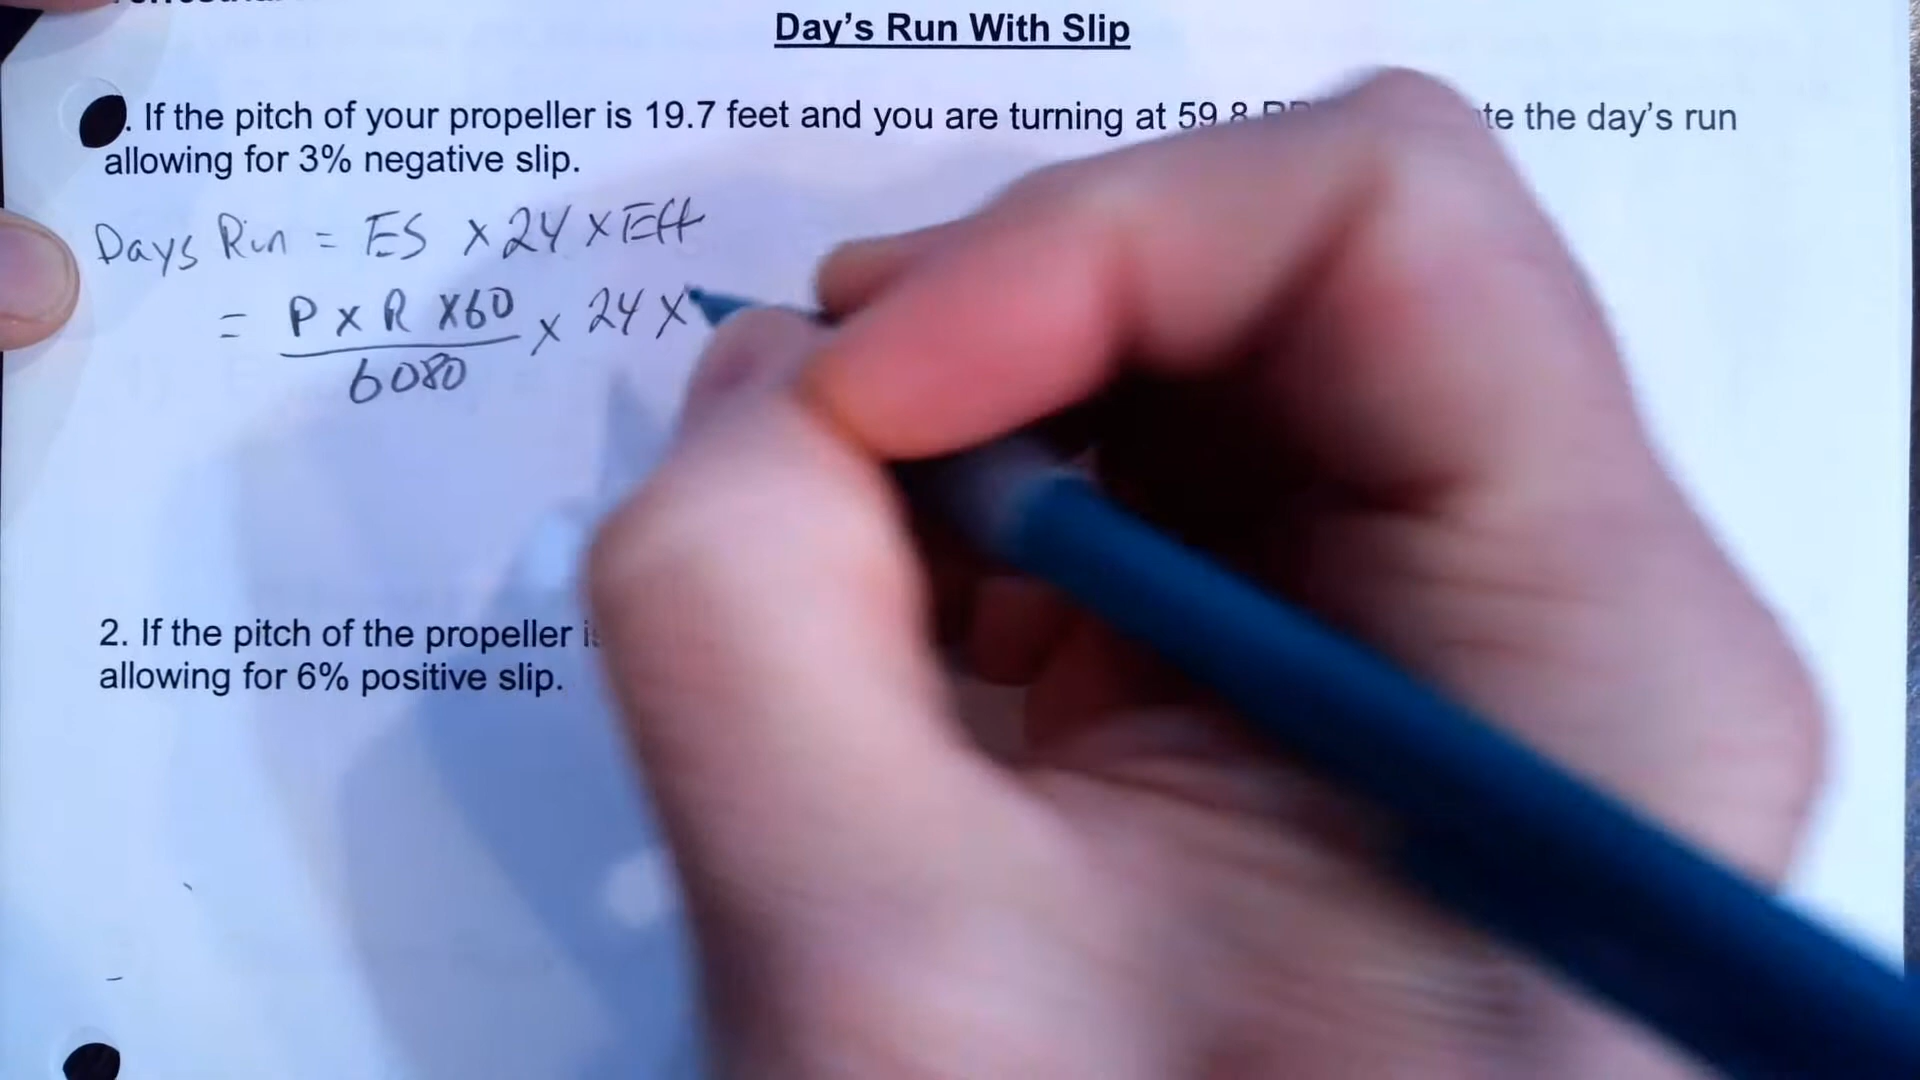 Day's Run With Slip
. If the pitch of your propeller is 19.7 feet and you are turning at 59.8 the day's run
allowing for 3% negative slip.
Days Run = ES x 24 x Eff
= P x R x 60 x 24 x
6080
2. If the pitch of the propeller
allowing for 6% positive slip.